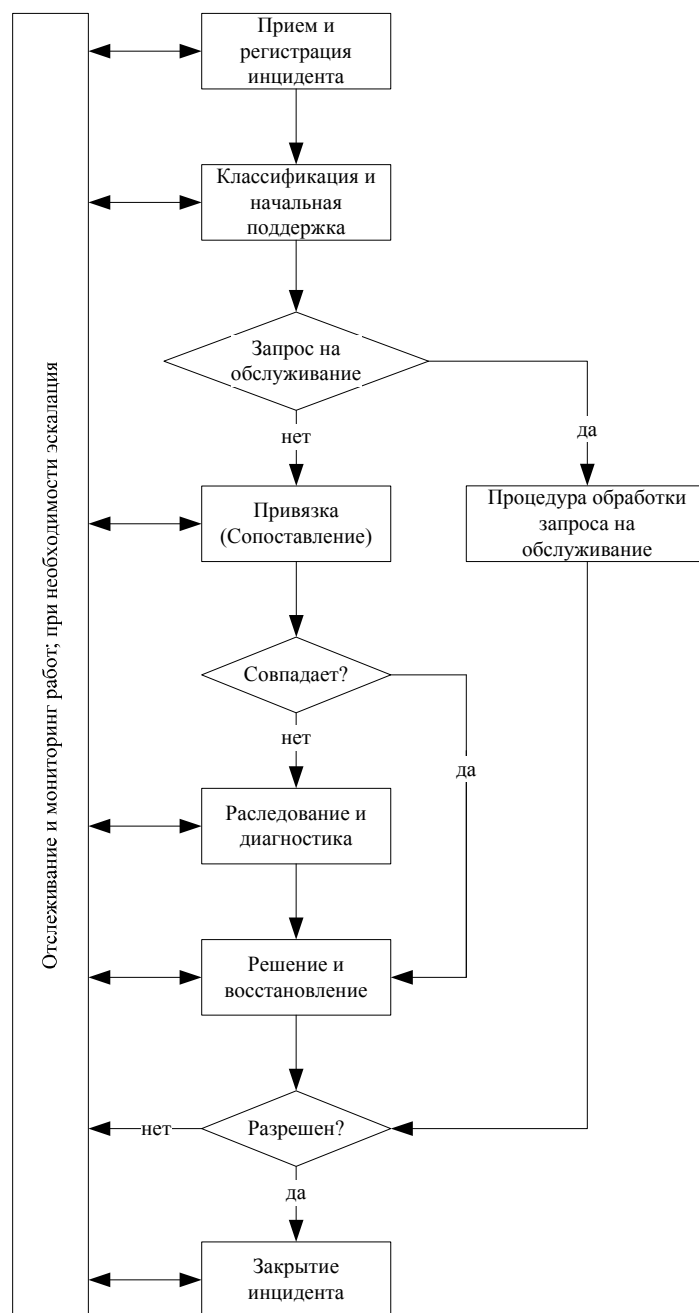 Прием и
регистрация
инцидента
Классификация и
начальная
поддержка
Запрос на
обслуживание
нет
да
Привязка
(Сопоставление)
Процедура обработки
запроса на
обслуживание
Совпадает?
нет
да
Раследование и
диагностика
Решение и
восстановление
Разрешен?
нет
да
Закрытие
инцидента
Отслеживание и мониторинг работ; при необходимости эскалация